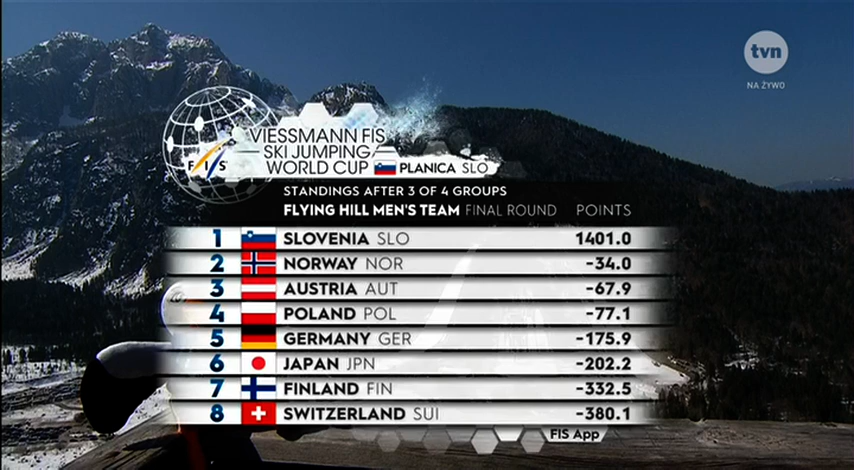 tvn
NA ŻYWO
VIESSMANN FIS
SKI JUMPING
WORLD CUP PLANICA SLO
FIS
STANDINGS AFTER 3 OF 4 GROUPS
FLYING HILL MEN'S TEAM FINAL ROUND POINTS
1 SLOVENIA SLO 1401.0
2 NORWAY NOR -34.0
3 AUSTRIA AUT -67.9
4 POLAND POL -77.1
5 GERMANY GER -175.9
6 JAPAN JPN -202.2
7 FINLAND FIN -332.5
8 SWITZERLAND SUI -380.1
FIS App